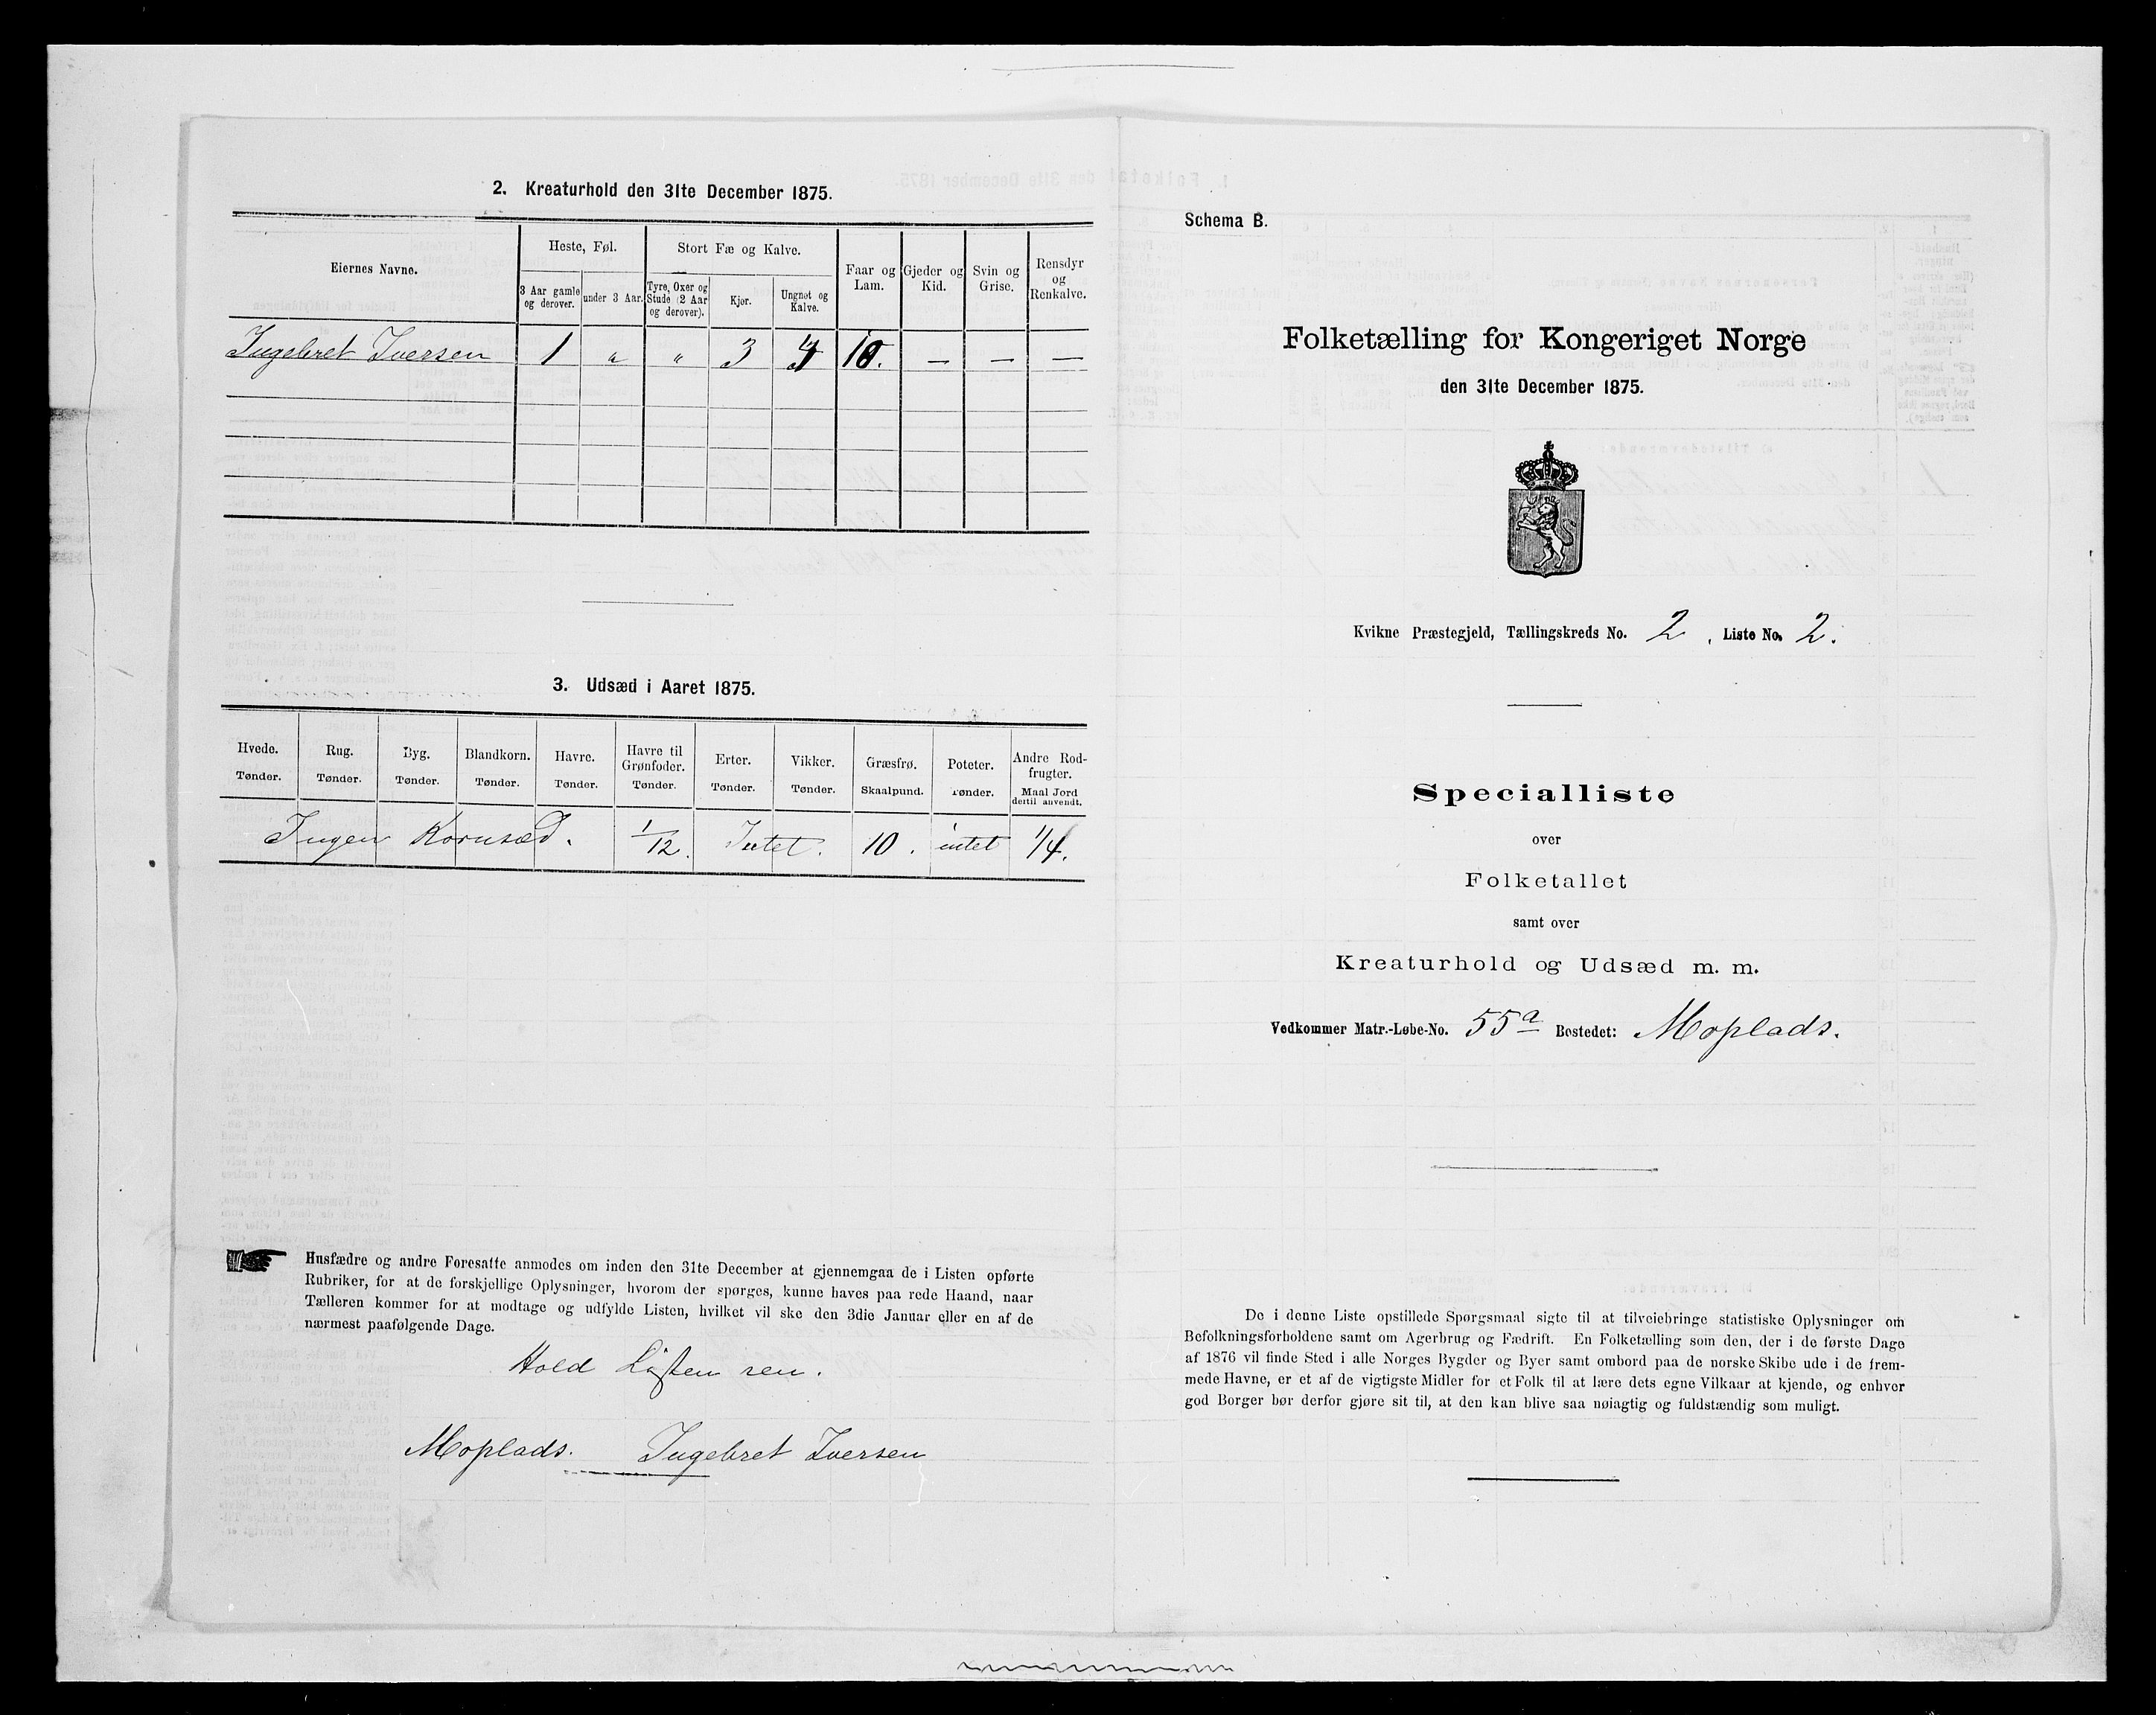 2. Kreaturhold den 31te December 1875.
Eiernes Navne.
Heste, Føl.
Stort Fæ og Kalve.
Faar og Lam.
Gjeder og Kid.
Svin og Grise.
Rensdyr og Renkalve.
3 Aar gamle og derover.
under 3 Aar.
Tyre, Oxer og Stude (2 Aar og derover).
Kjør.
Ungnøt og Kalve.
Ingebret Iversen 1 " " 3 4 10. — — —
3. Udsæd i Aaret 1875.
Hvede. Rug. Byg. Blandkorn. Havre. Havre til Grønfoder. Erter. Vikker. Græsfrø. Poteter. Andre Rodfrugter.
Tønder. Tønder. Tønder. Tønder. Tønder. Tønder. Tønder. Tønder. Skaalpund. Tønder. Maal Jord dertil anvendt.
Ingen Kornsæd. 1/12. Intet. 10. intet 1/4.
Husfædre og andre Foresatte anmodes om inden den 31te December at gjennemgaa de i Listen opførte
Rubriker, for at de forskjellige Oplysninger, hvorom der spørges, kunne haves paa rede Haand, naar
Tælleren kommer for at modtage og udfylde Listen, hvilket vil ske den 3die Januar eller en af de
nærmest paafølgende Dage.
Hold Listen ren.
Moplads. Ingebret Iversen
Schema B.
Folketælling for Kongeriget Norge
den 31te December 1875.
Kvikne Præstegjeld, Tællingskreds No. 2. Liste No. 2.
Specialliste
over
Folketallet
samt over
Kreaturhold og Udsæd m. m.
Vedkommer Matr.-Løbe-No. 55a Bostedet: Moplads.
De i denne Liste opstillede Spørgsmaal sigte til at tilveiebringe statistiske Oplysninger om
Befolkningsforholdene samt om Agerbrug og Fædrift. En Folketælling som den, der i de første Dage
af 1876 vil finde Sted i alle Norges Bygder og Byer samt ombord paa de norske Skibe ude i de frem-
mede Havne, er et af de vigtigste Midler for et Folk til at lære dets egne Vilkaar at kjende, og enhver
god Borger bør derfor gjøre sit til, at den kan blive saa nøiagtig og fuldstændig som muligt.